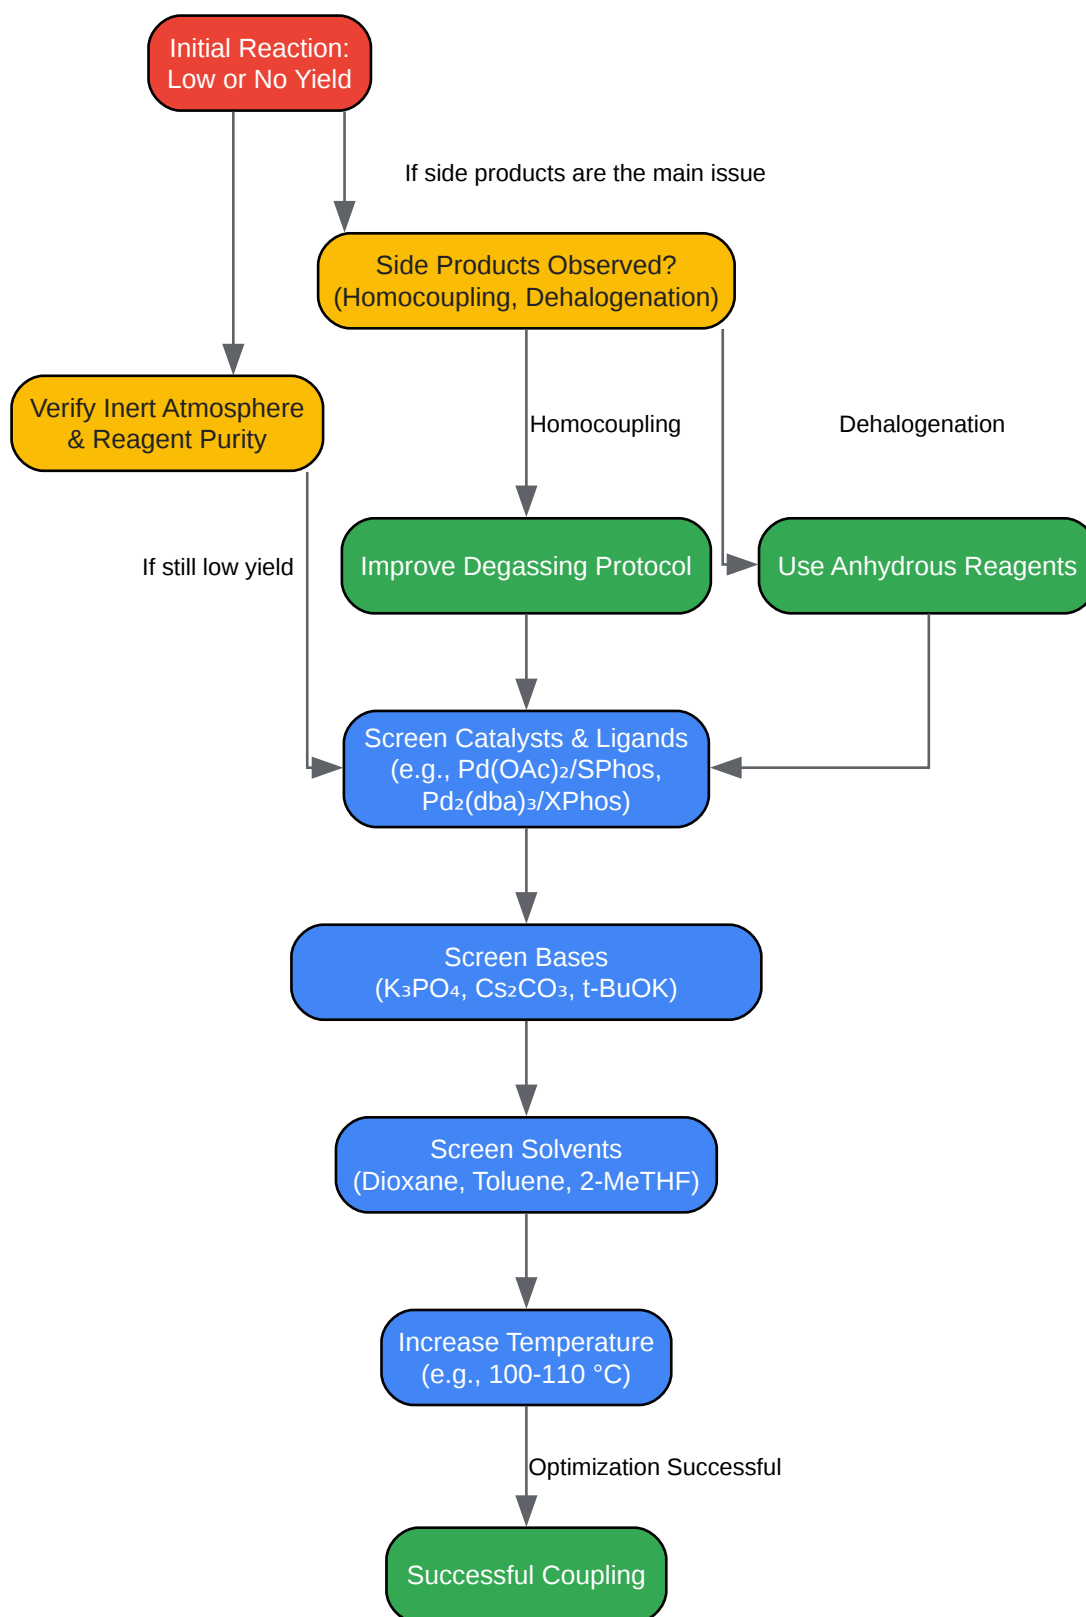 Initial Reaction:
Low or No Yield
If side products are the main issue
Side Products Observed?
(Homocoupling, Dehalogenation)
Verify Inert Atmosphere
& Reagent Purity
Homocoupling
Dehalogenation
If still low yield
Improve Degassing Protocol
Use Anhydrous Reagents
Screen Catalysts & Ligands
(e.g., Pd(OAc)₂/SPhos,
Pd₂(dba)₃/XPhos)
Screen Bases
(K₃PO₄, Cs₂CO₃, t-BuOK)
Screen Solvents
(Dioxane, Toluene, 2-MeTHF)
Increase Temperature
(e.g., 100-110 °C)
Optimization Successful
Successful Coupling